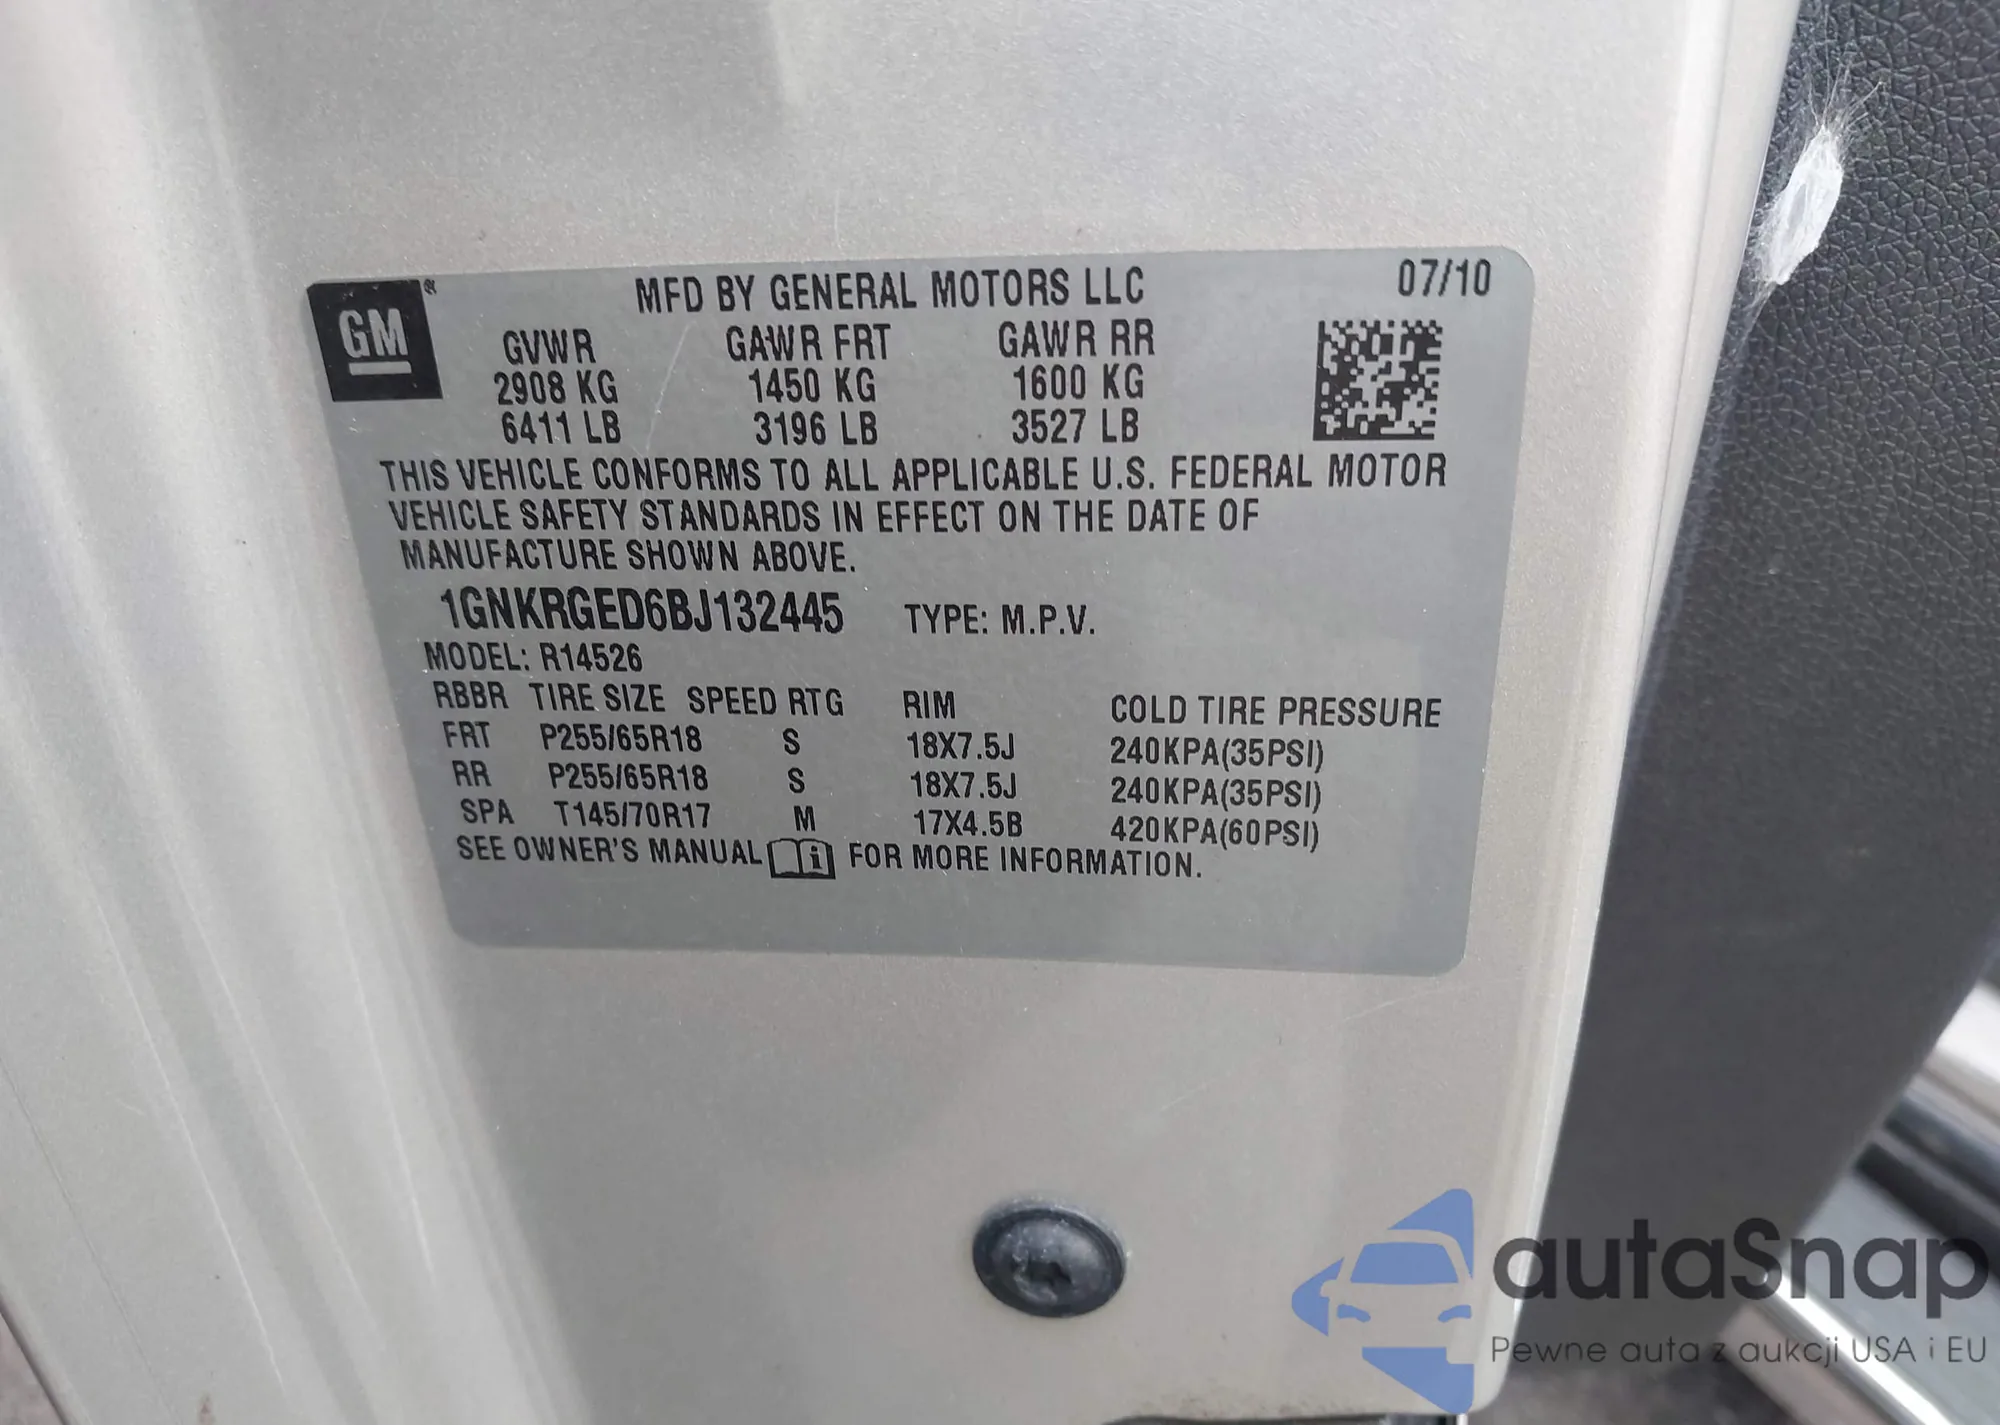 GM®
MFD BY GENERAL MOTORS LLC 07/10
GVWR GAWR FRT GAWR RR
2908 KG 1450 KG 1600 KG
6411 LB 3196 LB 3527 LB
THIS VEHICLE CONFORMS TO ALL APPLICABLE U.S. FEDERAL MOTOR
VEHICLE SAFETY STANDARDS IN EFFECT ON THE DATE OF
MANUFACTURE SHOWN ABOVE.
1GNKRGED6BJ132445 TYPE: M.P.V.
MODEL: R14526
RBBR TIRE SIZE SPEED RTG RIM COLD TIRE PRESSURE
FRT P255/65R18 S 18X7.5J 240KPA(35PSI)
RR P255/65R18 S 18X7.5J 240KPA(35PSI)
SPA T145/70R17 M 17X4.5B 420KPA(60PSI)
SEE OWNER'S MANUAL i FOR MORE INFORMATION.
autaSnap
Pewne auta z aukcji USA i EU